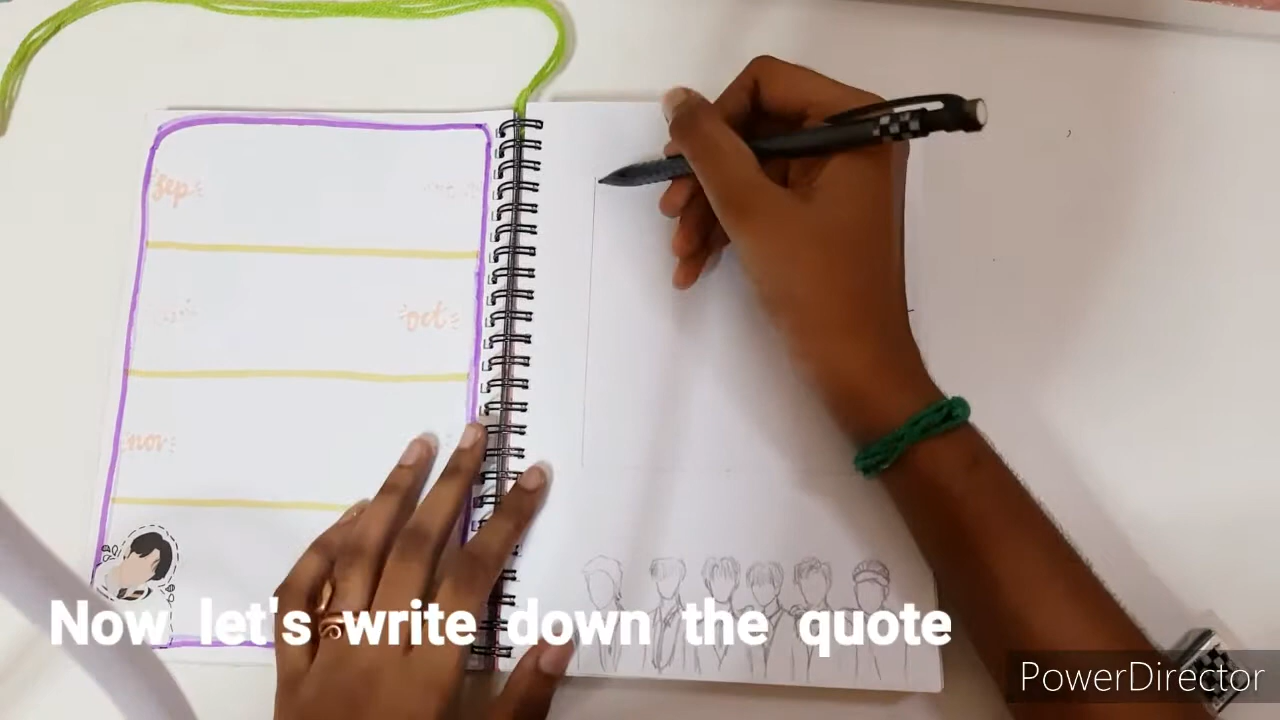 sep
oct
nov
Now let's write down the quote
PowerDirector